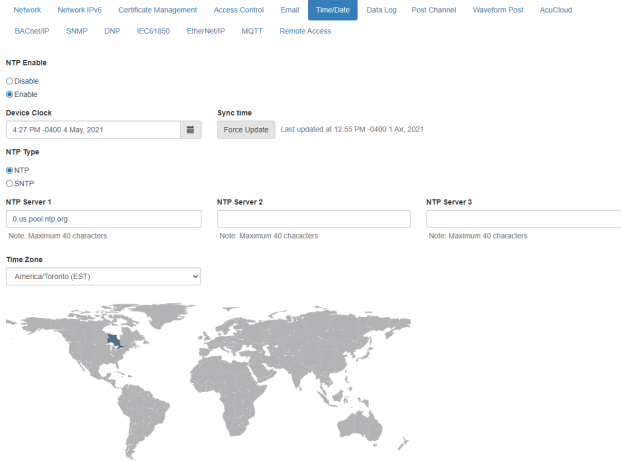 Network Network IPv6 Certificate Management Access Control Email Time/Date Data Log Post Channel Waveform Post AcuCloud
BACnet/IP SNMP DNP IEC61850 EtherNet/IP MQTT Remote Access
NTP Enable
Disable
Enable
Device Clock Sync time
4:27 PM -0400 4 May, 2021 Force Update Last updated at 12:55 PM -0400 1 Avr, 2021
NTP Type
NTP
SNTP
NTP Server 1 NTP Server 2 NTP Server 3
0.us.pool.ntp.org
Note: Maximum 40 characters Note: Maximum 40 characters Note: Maximum 40 characters
Time Zone
America/Toronto (EST)